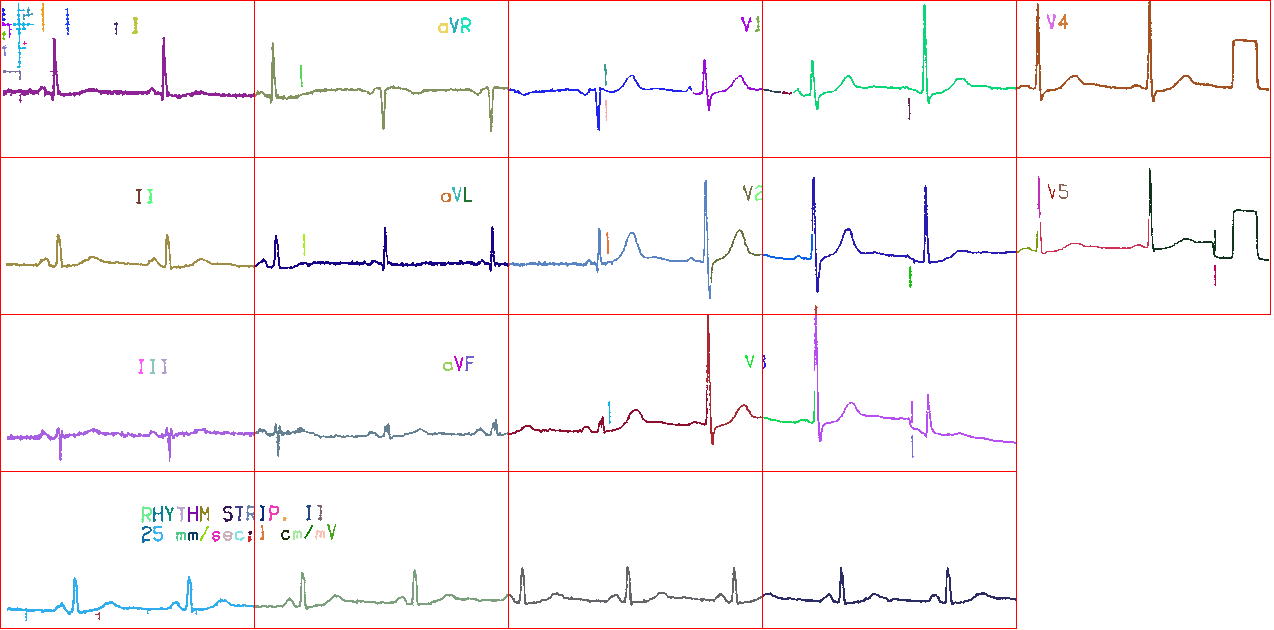 I aVR V1 V4
II aVL V2 V5
III aVF V3
RHYTHM STRIP. II
25 mm/sec;1 cm/mV